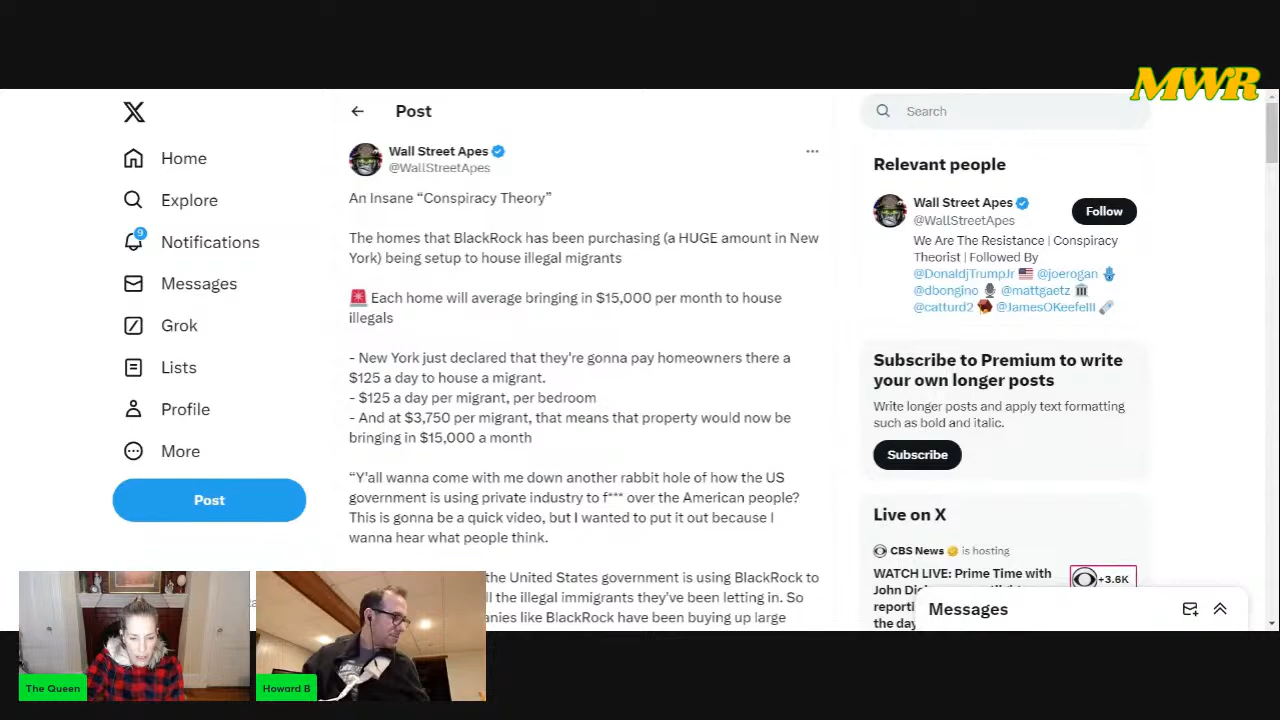 MWR
Home
Explore
9
Notifications
Messages
Grok
Lists
Profile
More
Post
Post
Wall Street Apes
@WallStreetApes
An Insane “Conspiracy Theory”
The homes that BlackRock has been purchasing (a HUGE amount in New
York) being setup to house illegal migrants
🚨 Each home will average bringing in $15,000 per month to house
illegals
- New York just declared that they're gonna pay homeowners there a
$125 a day to house a migrant.
- $125 a day per migrant, per bedroom
- And at $3,750 per migrant, that means that property would now be
bringing in $15,000 a month
“Y'all wanna come with me down another rabbit hole of how the US
government is using private industry to f*** over the American people?
This is gonna be a quick video, but I wanted to put it out because I
wanna hear what people think.
the United States government is using BlackRock to
the illegal immigrants they've been letting in. So
like BlackRock have been buying up large
Search
Relevant people
Wall Street Apes
@WallStreetApes
Follow
We Are The Resistance | Conspiracy
Theorist | Followed By
@DonaldjTrumpJr 🇺🇸 @joerogan
@dbongino @mattgaetz
@catturd2 @JamesOKeefeIII
Subscribe to Premium to write
your own longer posts
Write longer posts and apply text formatting
such as bold and italic.
Subscribe
Live on X
CBS News is hosting
WATCH LIVE: Prime Time with
+3.6K
the day
Messages
The Queen
Howard B